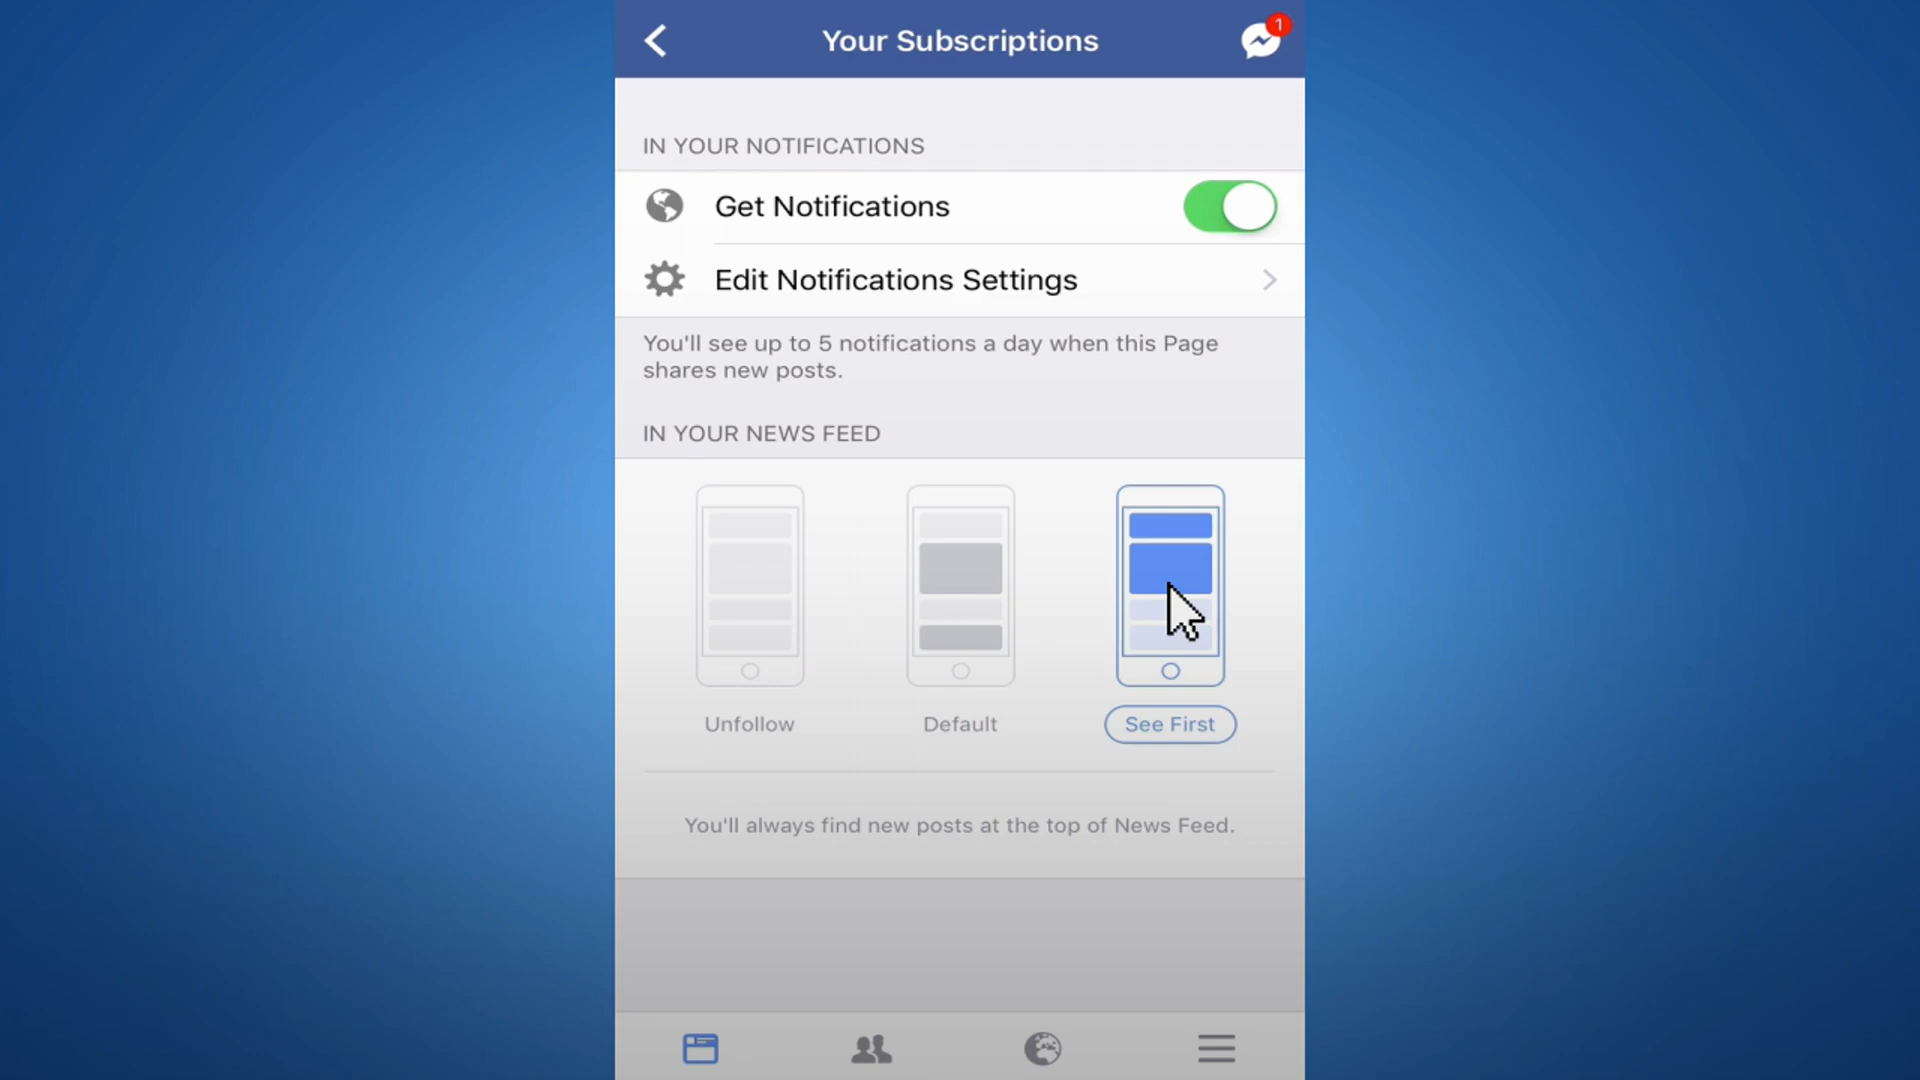 Your Subscriptions
1
IN YOUR NOTIFICATIONS
Get Notifications
Edit Notifications Settings
You'll see up to 5 notifications a day when this Page
shares new posts.
IN YOUR NEWS FEED
Unfollow
Default
See First
You'll always find new posts at the top of News Feed.